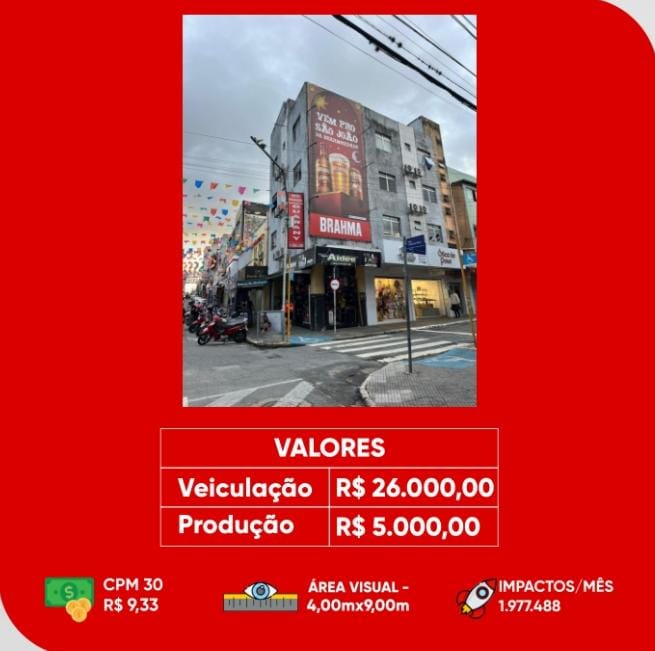 VEM PRO
SÃO JOÃO
BRAHMA
Aidee
VALORES
Veiculação R$ 26.000,00
Produção R$ 5.000,00
CPM 30
R$ 9,33
ÁREA VISUAL -
4,00mx9,00m
IMPACTOS/MÊS
1.977.488